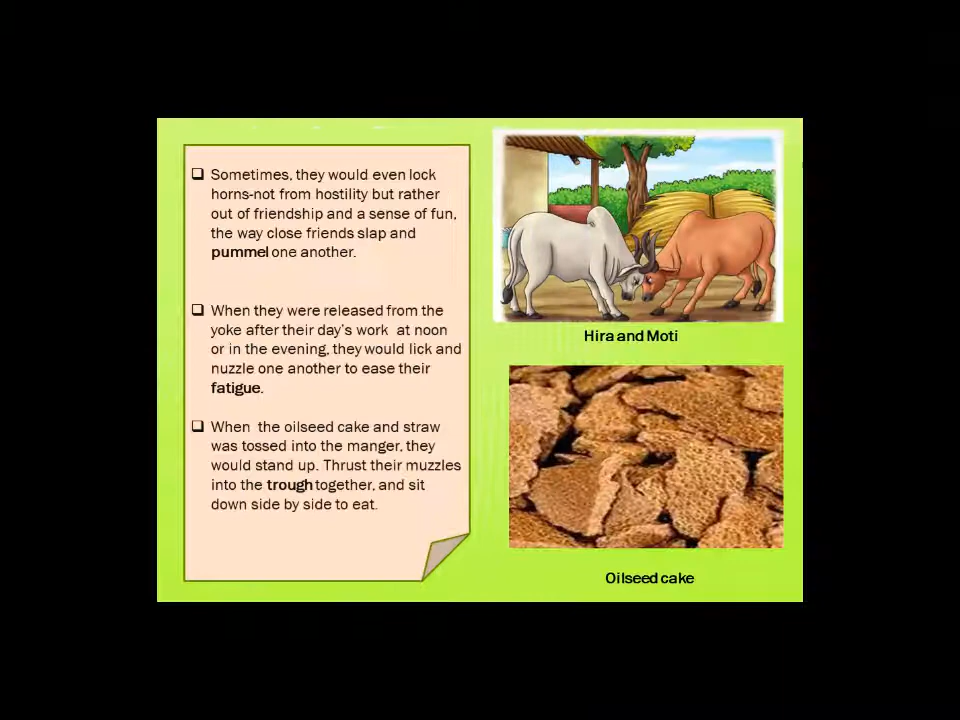 Sometimes, they would even lock
horns-not from hostility but rather
out of friendship and a sense of fun,
the way close friends slap and
pummel one another.
When they were released from the
yoke after their day's work at noon
or in the evening, they would lick and
nuzzle one another to ease their
fatigue.
When the oilseed cake and straw
was tossed into the manger, they
would stand up. Thrust their muzzles
into the trough together, and sit
down side by side to eat.
Hira and Moti
Oilseed cake